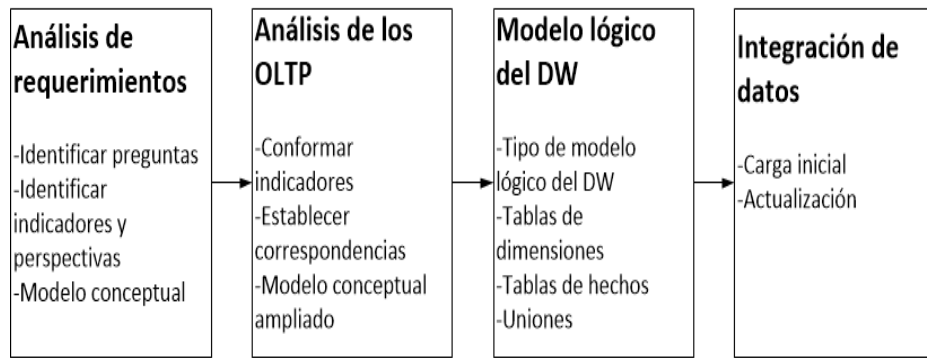 Análisis de
requerimientos
-Identificar preguntas
-Identificar
indicadores y
perspectivas
-Modelo conceptual
Análisis de los
OLTP
-Conformar
indicadores
-Establecer
correspondencias
-Modelo conceptual
ampliado
Modelo lógico
del DW
-Tipo de modelo
lógico del DW
-Tablas de
dimensiones
-Tablas de hechos
-Uniones
Integración de
datos
-Carga inicial
-Actualización